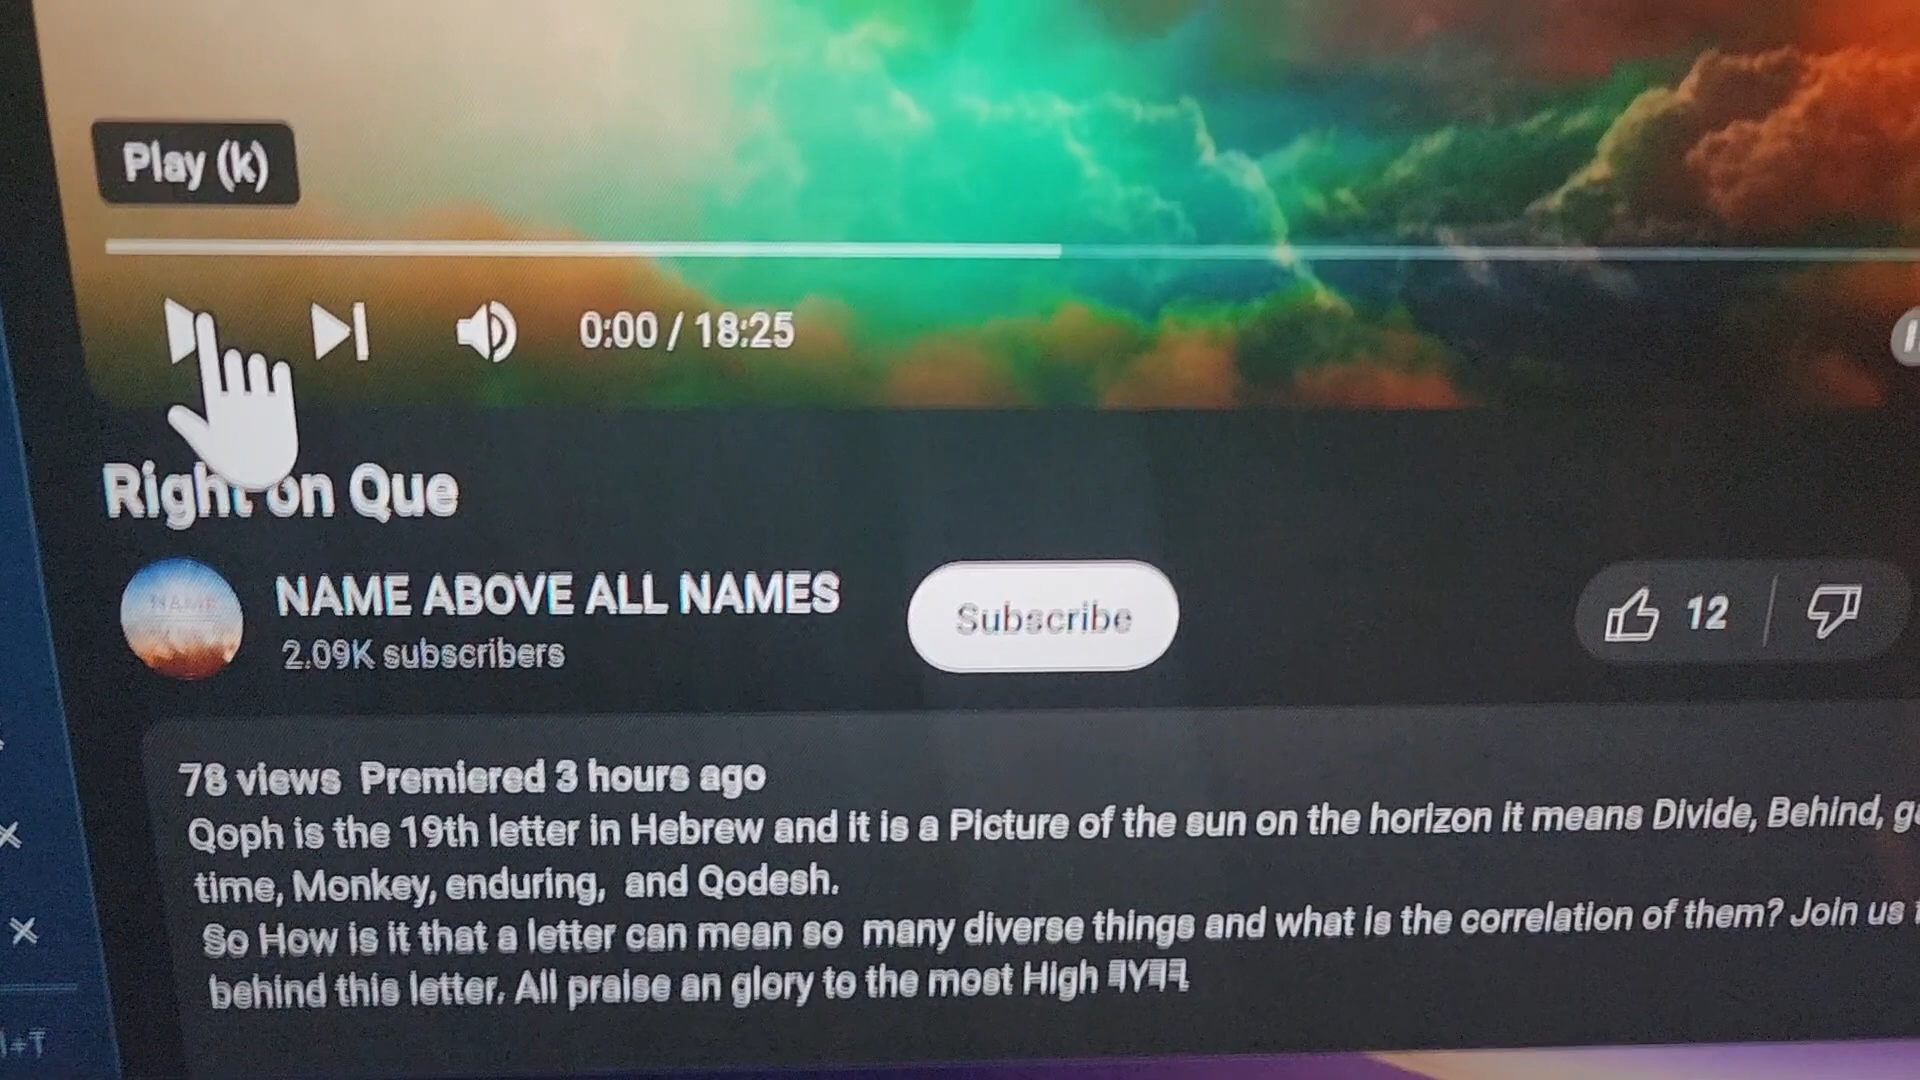 Play (k)
0:00 / 18:25
Right on Que
NAME
NAME ABOVE ALL NAMES
2.09K subscribers
Subscribe
12
78 views Premiered 3 hours ago
Qoph is the 19th letter in Hebrew and it is a Picture of the sun on the horizon it means Divide, Behind,
time, Monkey, enduring, and Qodesh.
So How is it that a letter can mean so many diverse things and what is the correlation of them? Join us
behind this letter. All praise an glory to the most High